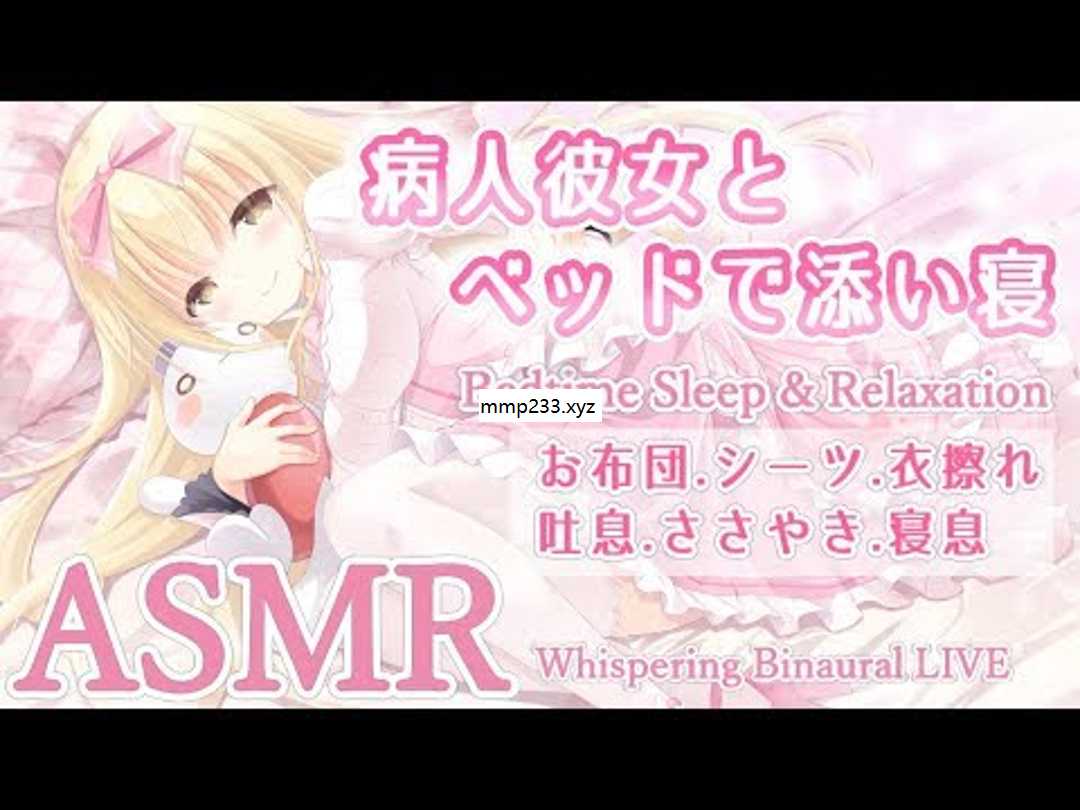 病人彼女と
ベッドで添い寝
Bedtime Sleep & Relaxation
mmp233.xyz
お布団.シーツ.衣擦れ
吐息.ささやき.寝息
ASMR
Whispering Binaural LIVE